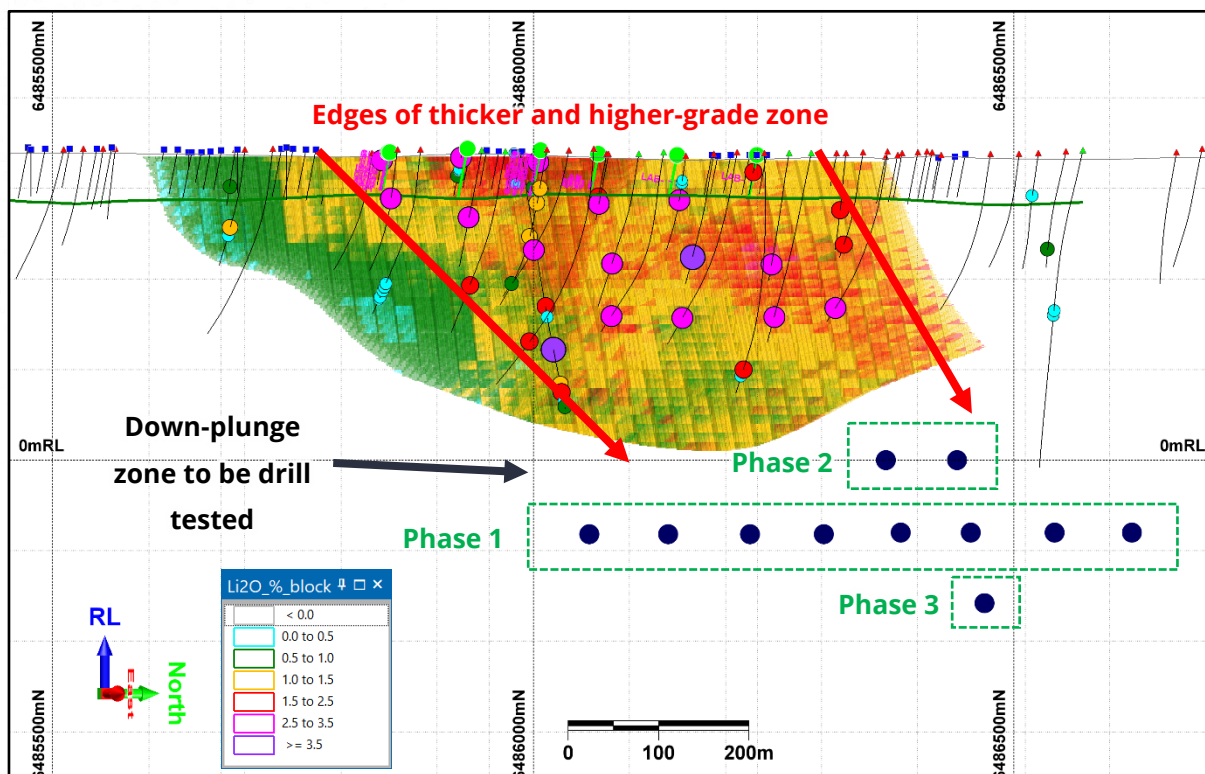 6485500mN
6486000mN
6486500mN
Edges of thicker and higher-grade zone
LAB-
LAB-
Down-plunge
zone to be drill
tested
0mRL
0mRL
Phase 2
Phase 1
Phase 3
Li2O_%_block
< 0.0
0.0 to 0.5
0.5 to 1.0
1.0 to 1.5
1.5 to 2.5
2.5 to 3.5
>= 3.5
RL
North
East
0 100 200m
6485500mN
6486000mN
6486500mN